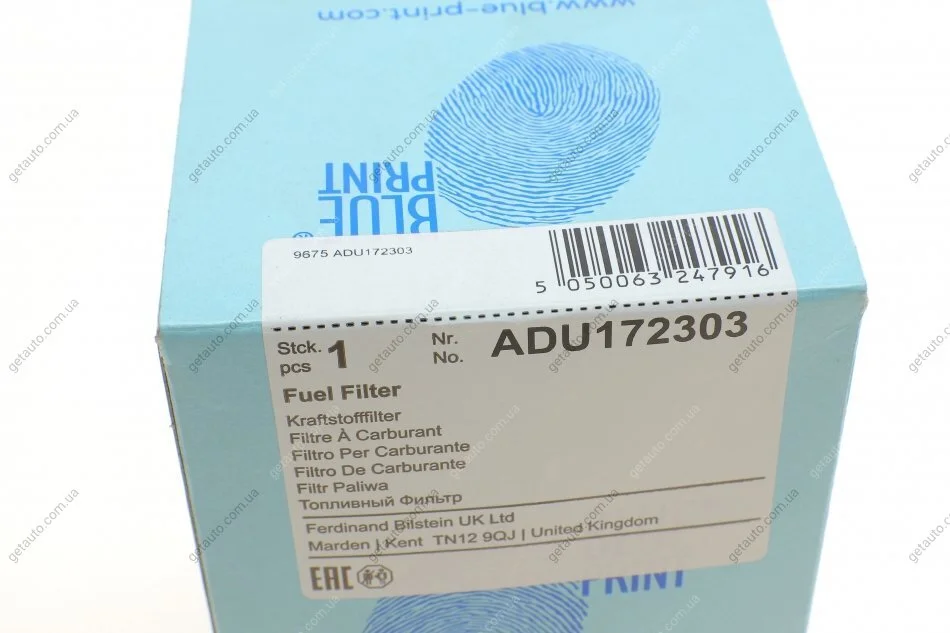 www.blue-print.com
BLUE
PRINT
®
9675 ADU172303
5 050063 247916
Stck. 1 Nr. ADU172303
pcs No.
Fuel Filter
Kraftstofffilter
Filtre À Carburant
Filtro Per Carburante
Filtro De Carburante
Filtr Paliwa
Топливный Фильтр
Ferdinand Bilstein UK Ltd
Marden | Kent TN12 9QJ | United Kingdom
EAC
PRINT
getauto.com.ua